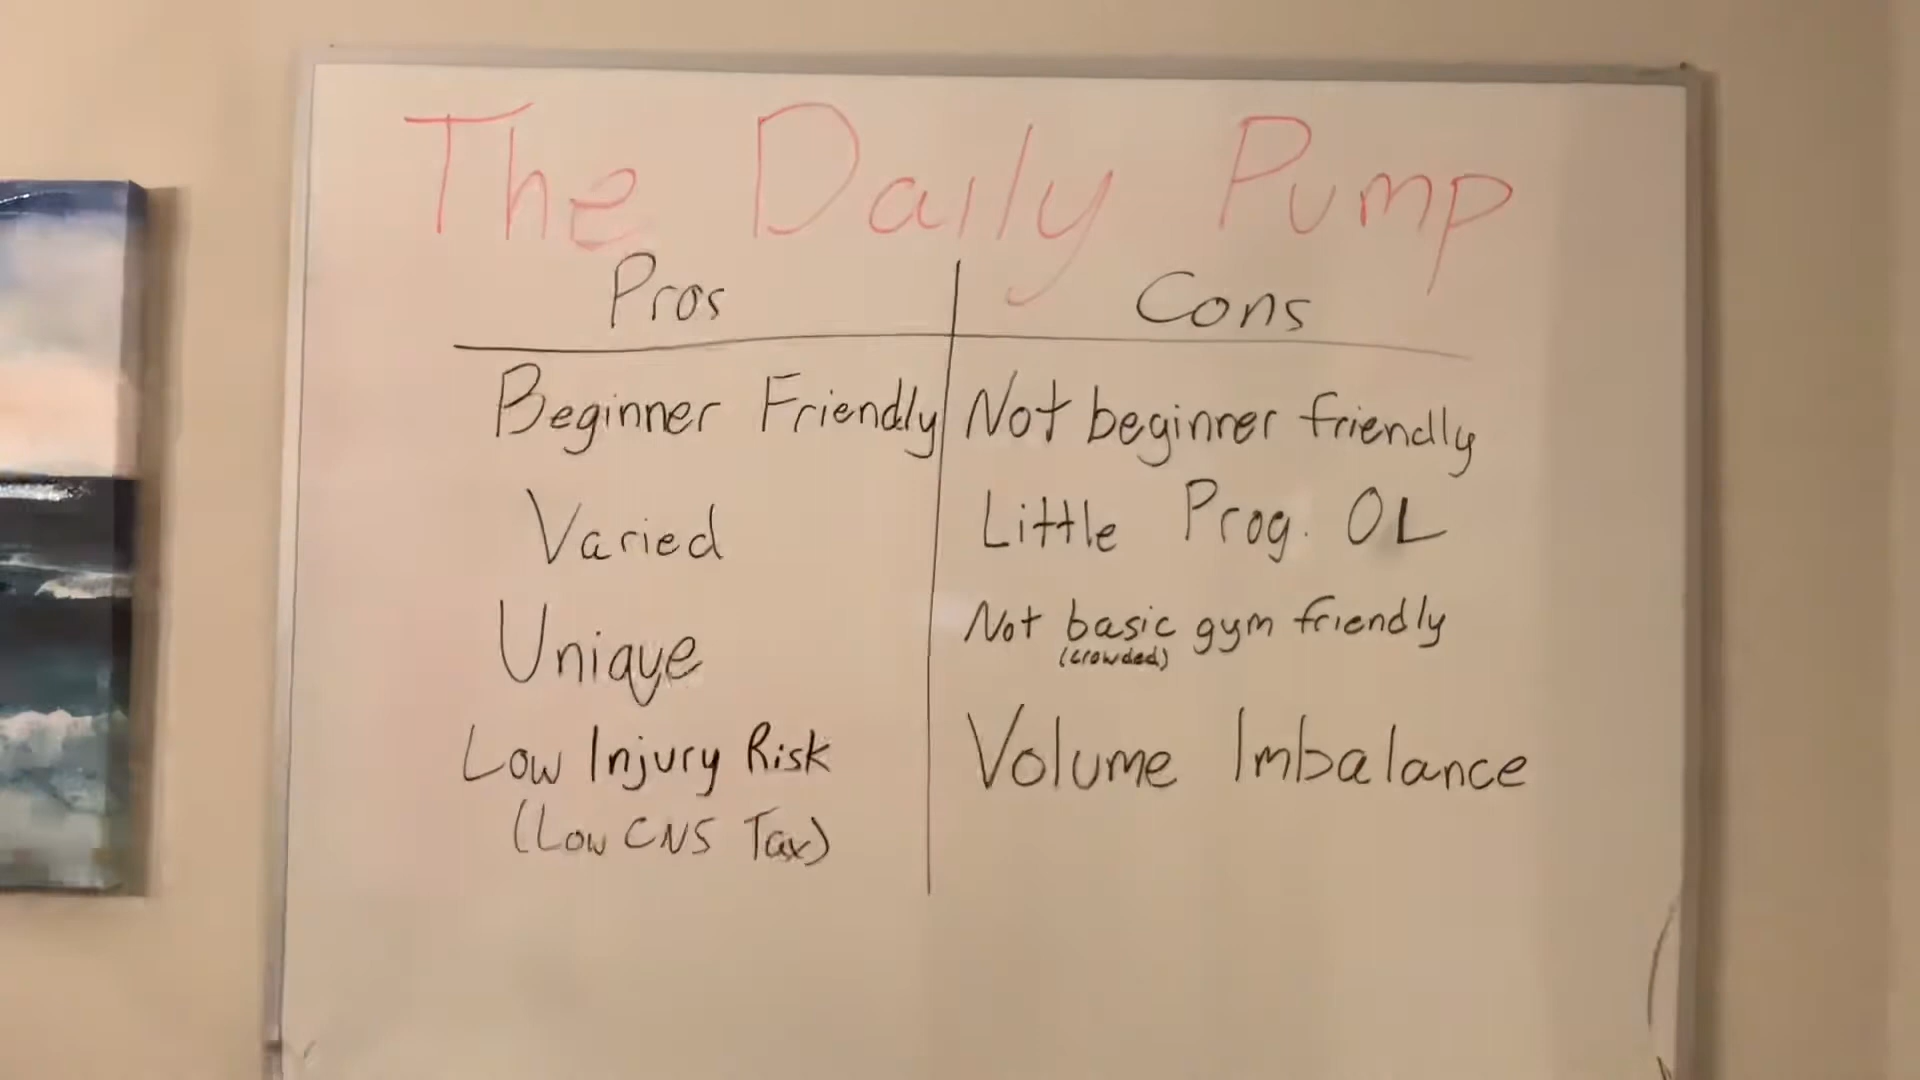 The Daily Pump
Pros
Cons
Beginner Friendly
Not beginner friendly
Varied
Little Prog. OL
Unique
Not basic gym friendly
(crowded)
Low Injury Risk
(Low CNS Tax)
Volume Imbalance